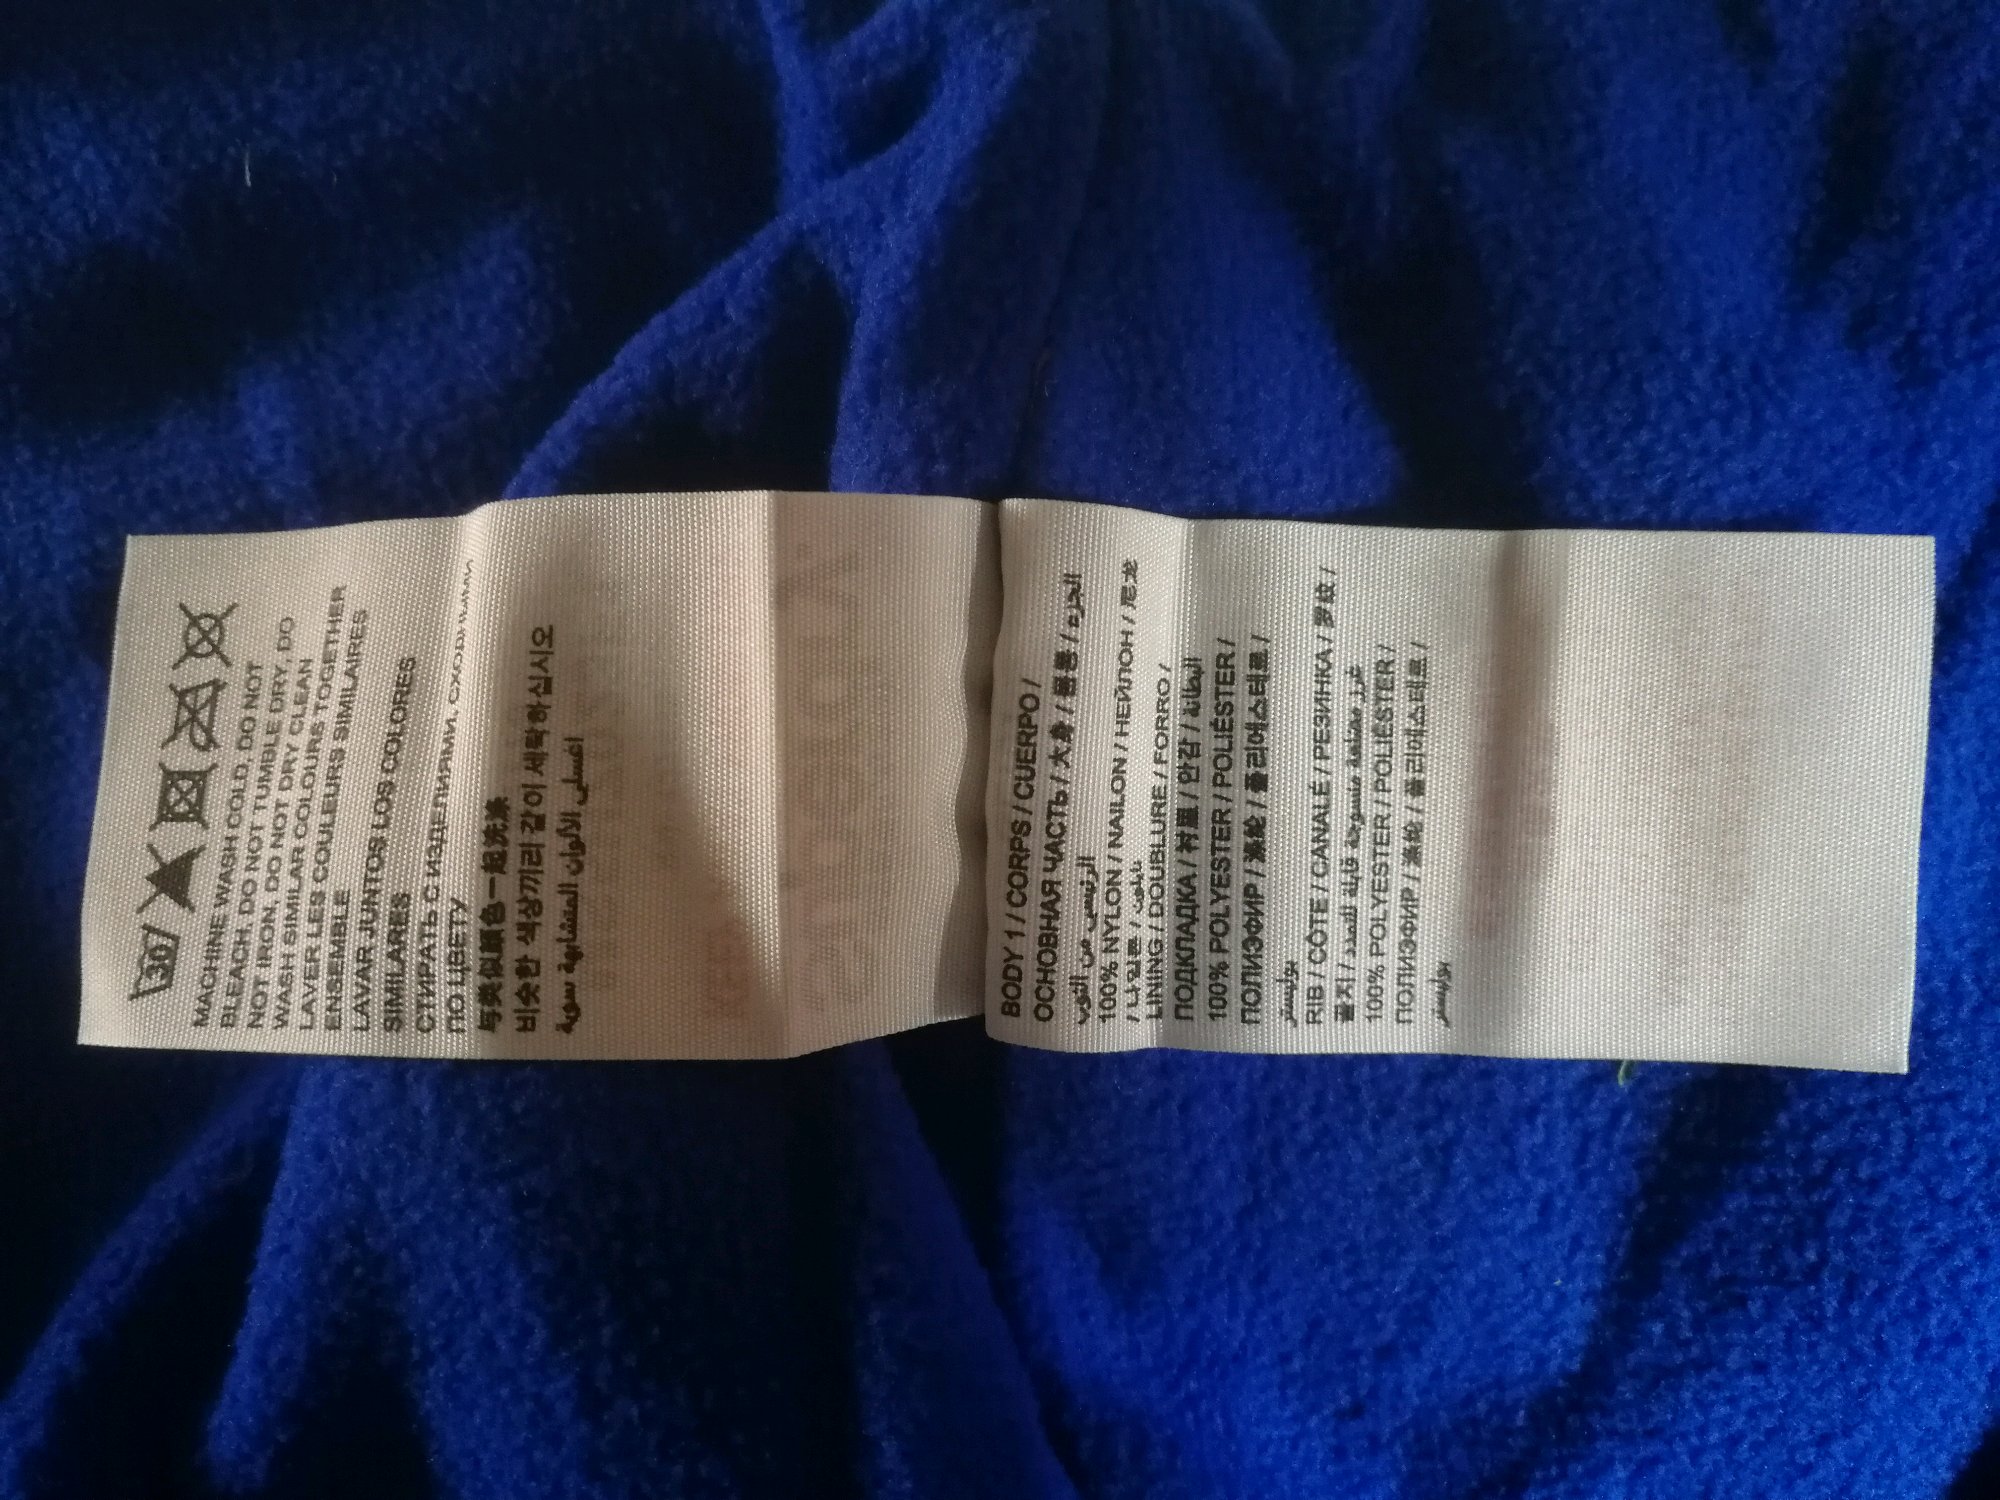 30
MACHINE WASH COLD, DO NOT
BLEACH, DO NOT TUMBLE DRY, DO
NOT IRON, DO NOT DRY CLEAN
WASH SIMILAR COLOURS TOGETHER
LAVER LES COULEURS SIMILAIRES
ENSEMBLE
LAVAR JUNTOS LOS COLORES
SIMILARES
СТИРАТЬ С ИЗДЕЛИЯМИ, СХОДНЫМИ
ПО ЦВЕТУ
与类似颜色一起洗涤
비슷한 색상끼리 같이 세탁하십시오
اغسلي الألوان المتشابهة سوية
BODY 1 / CORPS / CUERPO /
ОСНОВНАЯ ЧАСТЬ / 大身 / 몸통 / الجزء
الرئيسي من الثوب
100% NYLON / NAILON / НЕЙЛОН / 尼龙
/ 나일론 / نايلون
LINING / DOUBLURE / FORRO /
ПОДКЛАДКА / 衬里 / 안감 / البطانة
100% POLYESTER / POLIÉSTER /
ПОЛИЭФИР / 涤纶 / 폴리에스테르 /
بوليستر
RIB / CÔTE / CANALÉ / РЕЗИНКА / 罗纹 /
골지 / غرز مضلعة منسوجة قابلة للتمدد
100% POLYESTER / POLIÉSTER /
ПОЛИЭФИР / 涤纶 / 폴리에스테르 /
بوليستر